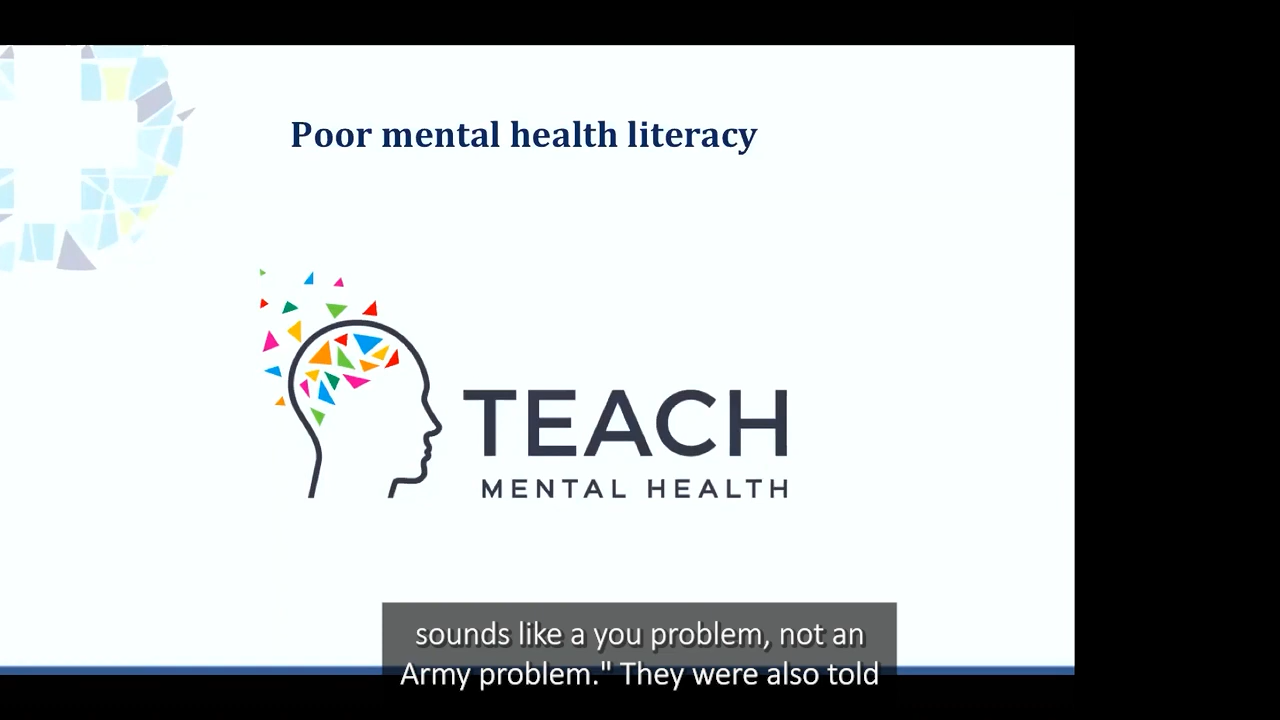 Poor mental health literacy
TEACH
MENTAL HEALTH
sounds like a you problem, not an
Army problem." They were also told